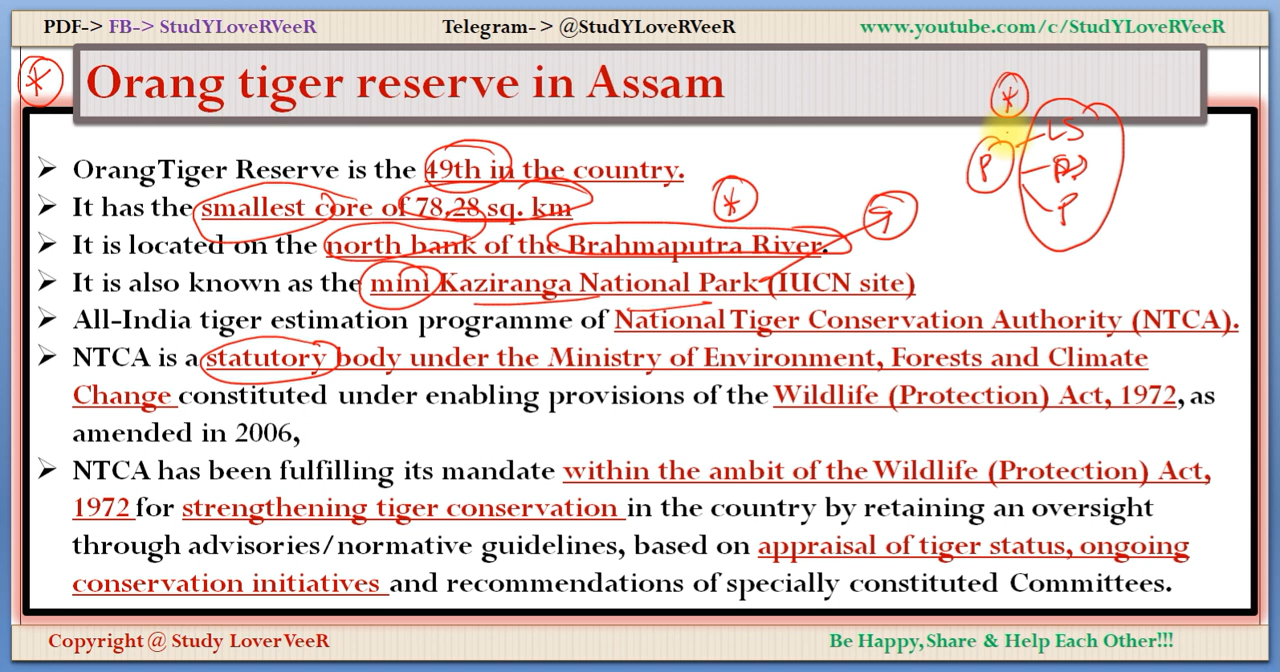 PDF-> FB-> StudYLoveRVeeR Telegram- > @StudYLoveRVeeR www.youtube.com/c/StudYLoveRVeeR
Orang tiger reserve in Assam
P LS
RS
P
➢ OrangTiger Reserve is the 49th in the country.
➢ It has the smallest core of 78.28 sq. km
➢ It is located on the north bank of the Brahmaputra River.
➢ It is also known as the mini Kaziranga National Park (IUCN site)
➢ All-India tiger estimation programme of National Tiger Conservation Authority (NTCA).
➢ NTCA is a statutory body under the Ministry of Environment, Forests and Climate
Change constituted under enabling provisions of the Wildlife (Protection) Act, 1972, as
amended in 2006,
➢ NTCA has been fulfilling its mandate within the ambit of the Wildlife (Protection) Act,
1972 for strengthening tiger conservation in the country by retaining an oversight
through advisories/normative guidelines, based on appraisal of tiger status, ongoing
conservation initiatives and recommendations of specially constituted Committees.
Copyright @ Study LoverVeeR Be Happy,Share & Help Each Other!!!